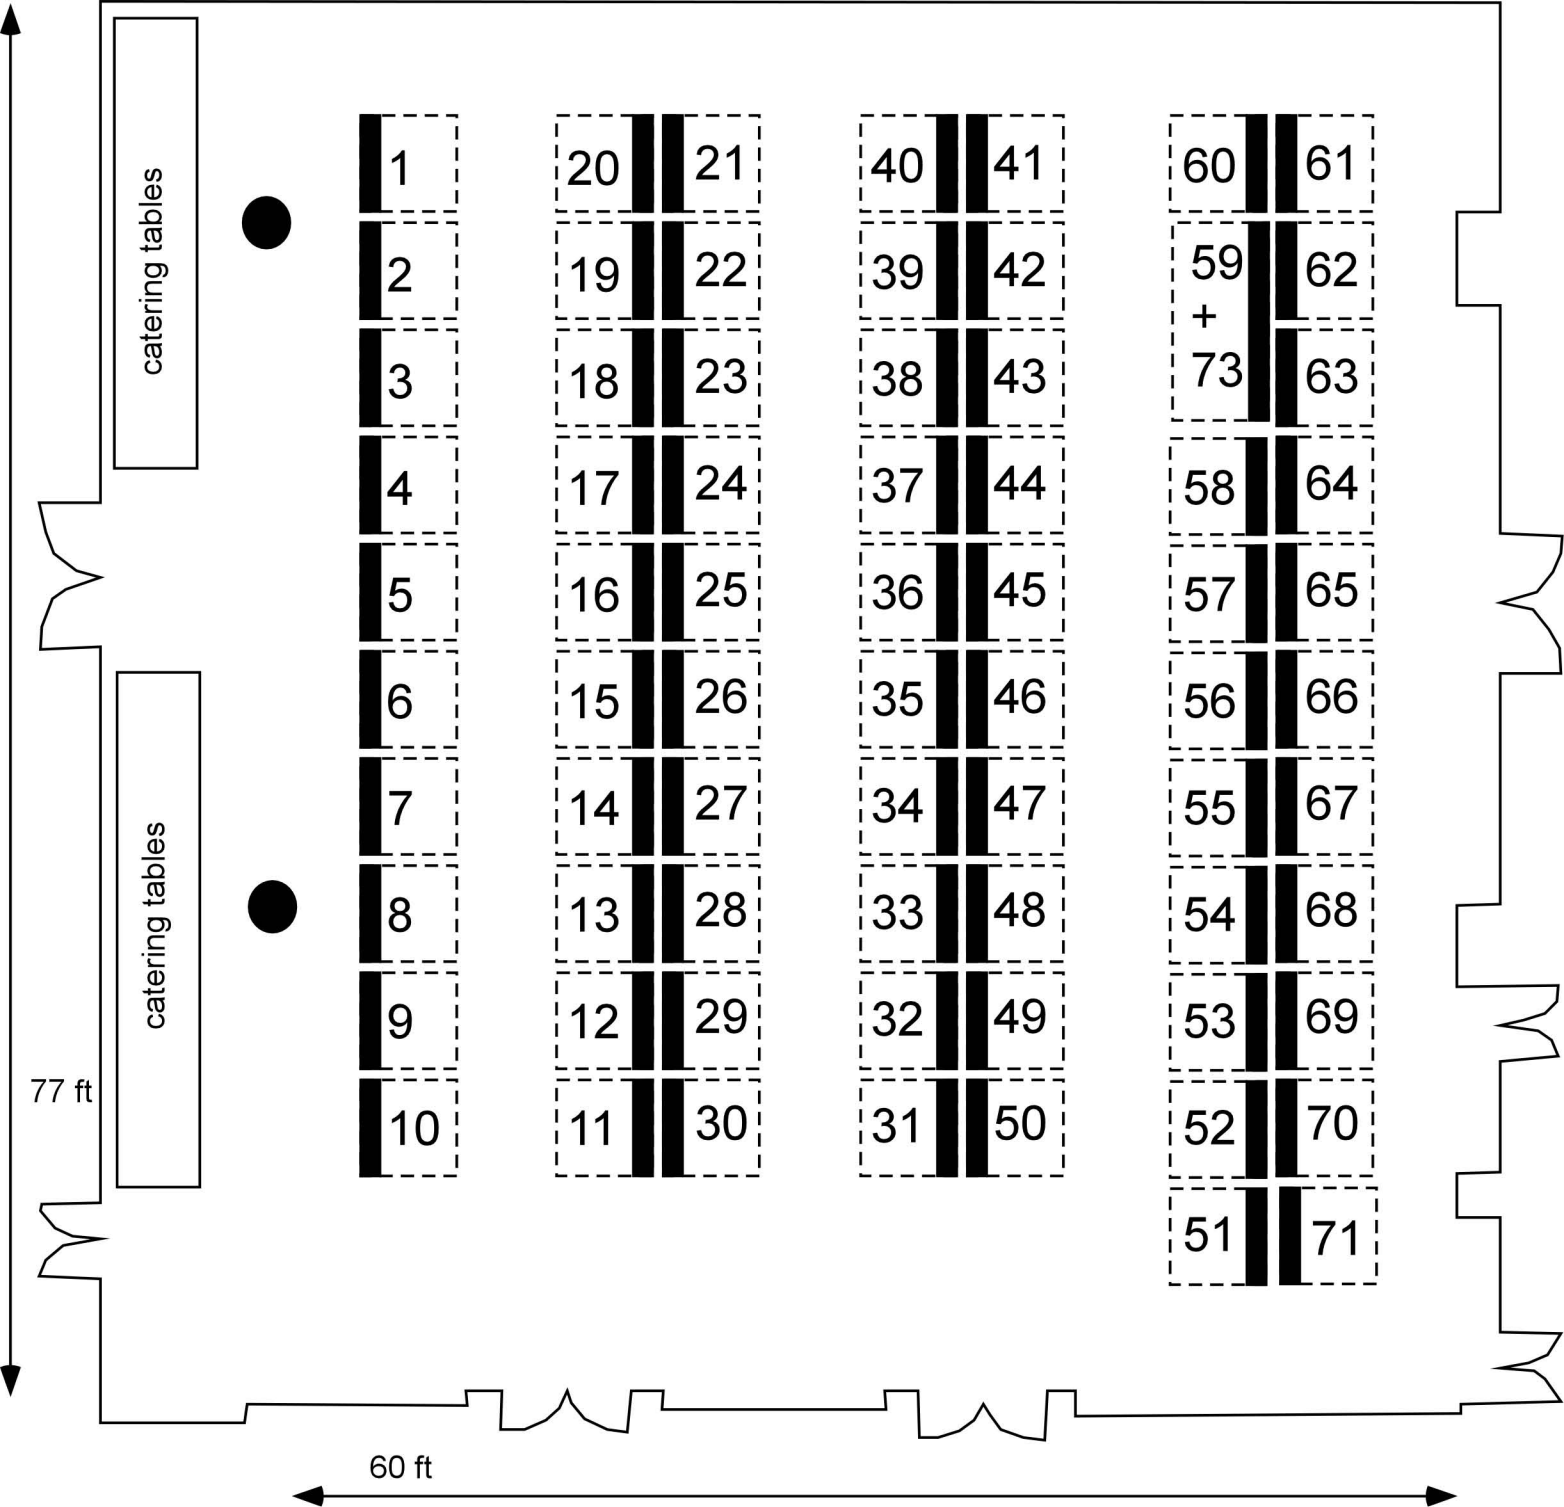 catering tables
1 20 21 40 41 60 61
2 19 22 39 42 59 62
+
3 18 23 38 43 73 63
4 17 24 37 44 58 64
5 16 25 36 45 57 65
6 15 26 35 46 56 66
7 14 27 34 47 55 67
catering tables
8 13 28 33 48 54 68
9 12 29 32 49 53 69
77 ft
10 11 30 31 50 52 70
51 71
60 ft